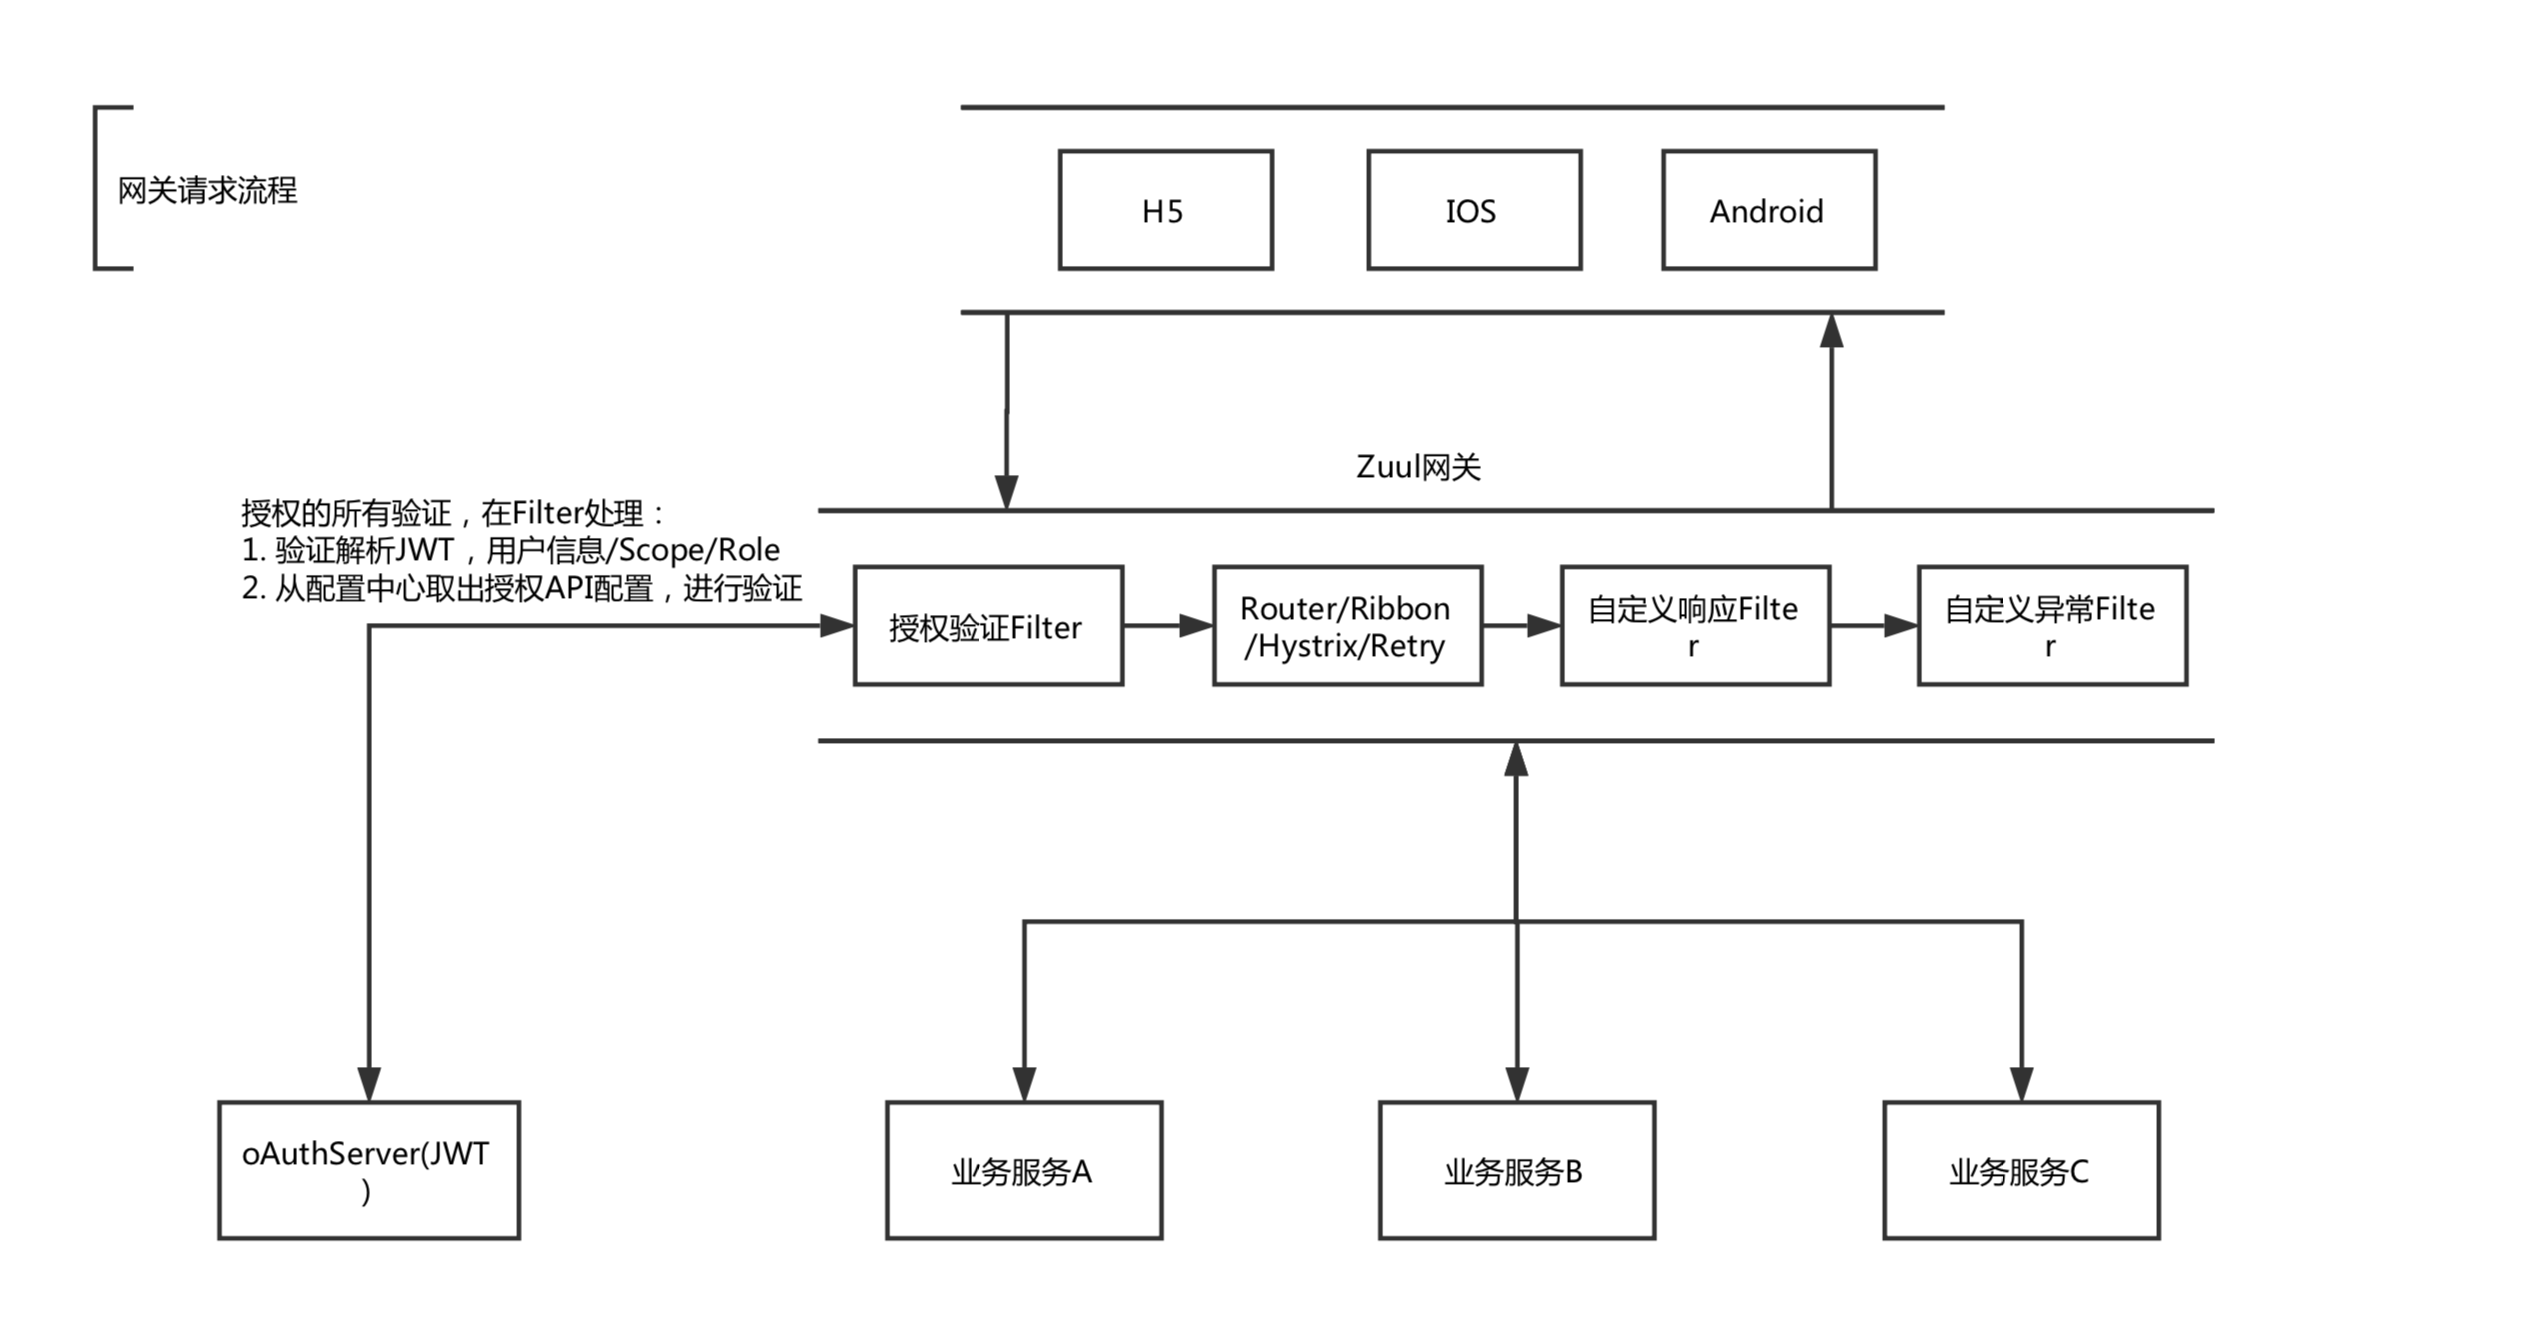 网关请求流程
H5
IOS
Android
Zuul网关
授权的所有验证，在Filter处理：
1. 验证解析JWT，用户信息/Scope/Role
2. 从配置中心取出授权API配置，进行验证
授权验证Filter
Router/Ribbon
/Hystrix/Retry
自定义响应Filte
r
自定义异常Filte
r
oAuthServer(JWT
)
业务服务A
业务服务B
业务服务C